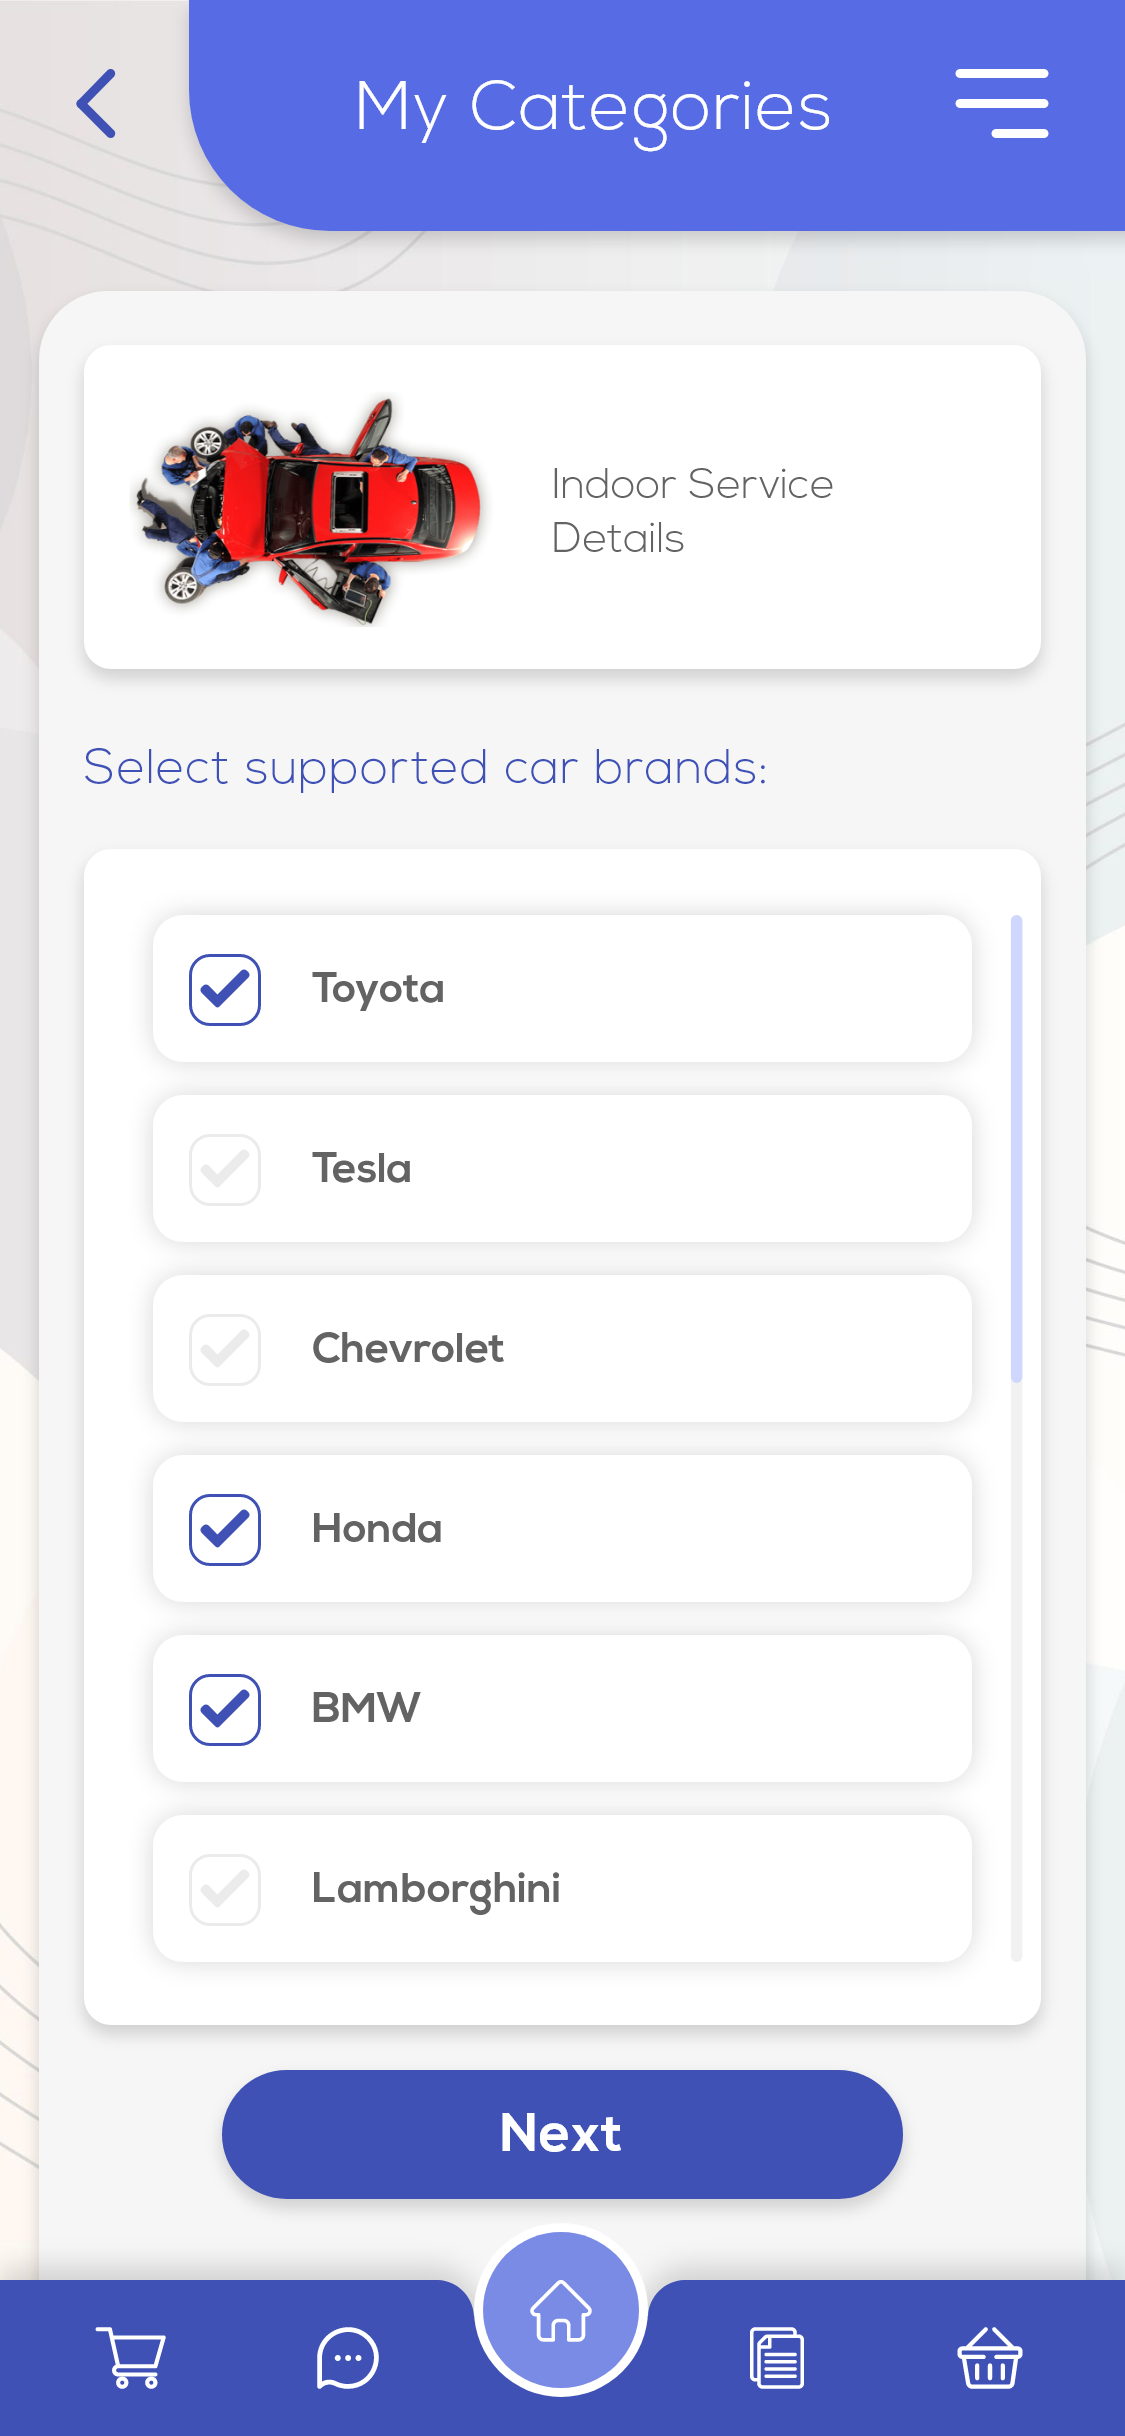 My Categories
Indoor Service
Details
Select supported car brands:
Toyota
Tesla
Chevrolet
Honda
BMW
Lamborghini
Next